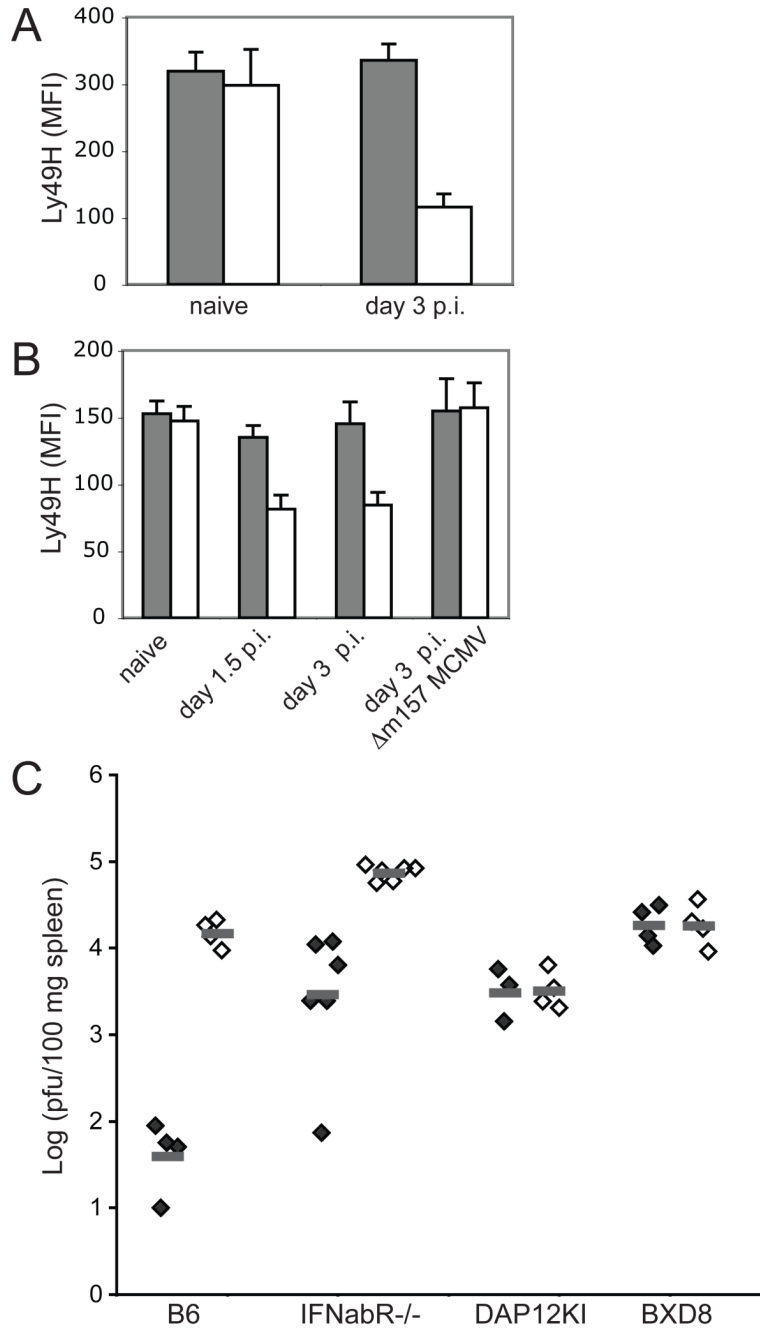 A
Ly49H (MFI)
400
300
200
100
0
naive
day 3 p.i.
B
Ly49H (MFI)
200
150
100
50
0
naive
day 1.5 p.i.
day 3 p.i.
day 3 p.i.
Δm157 MCMV
C
Log (pfu/100 mg spleen)
6
5
4
3
2
1
0
B6
IFNabR-/-
DAP12KI
BXD8